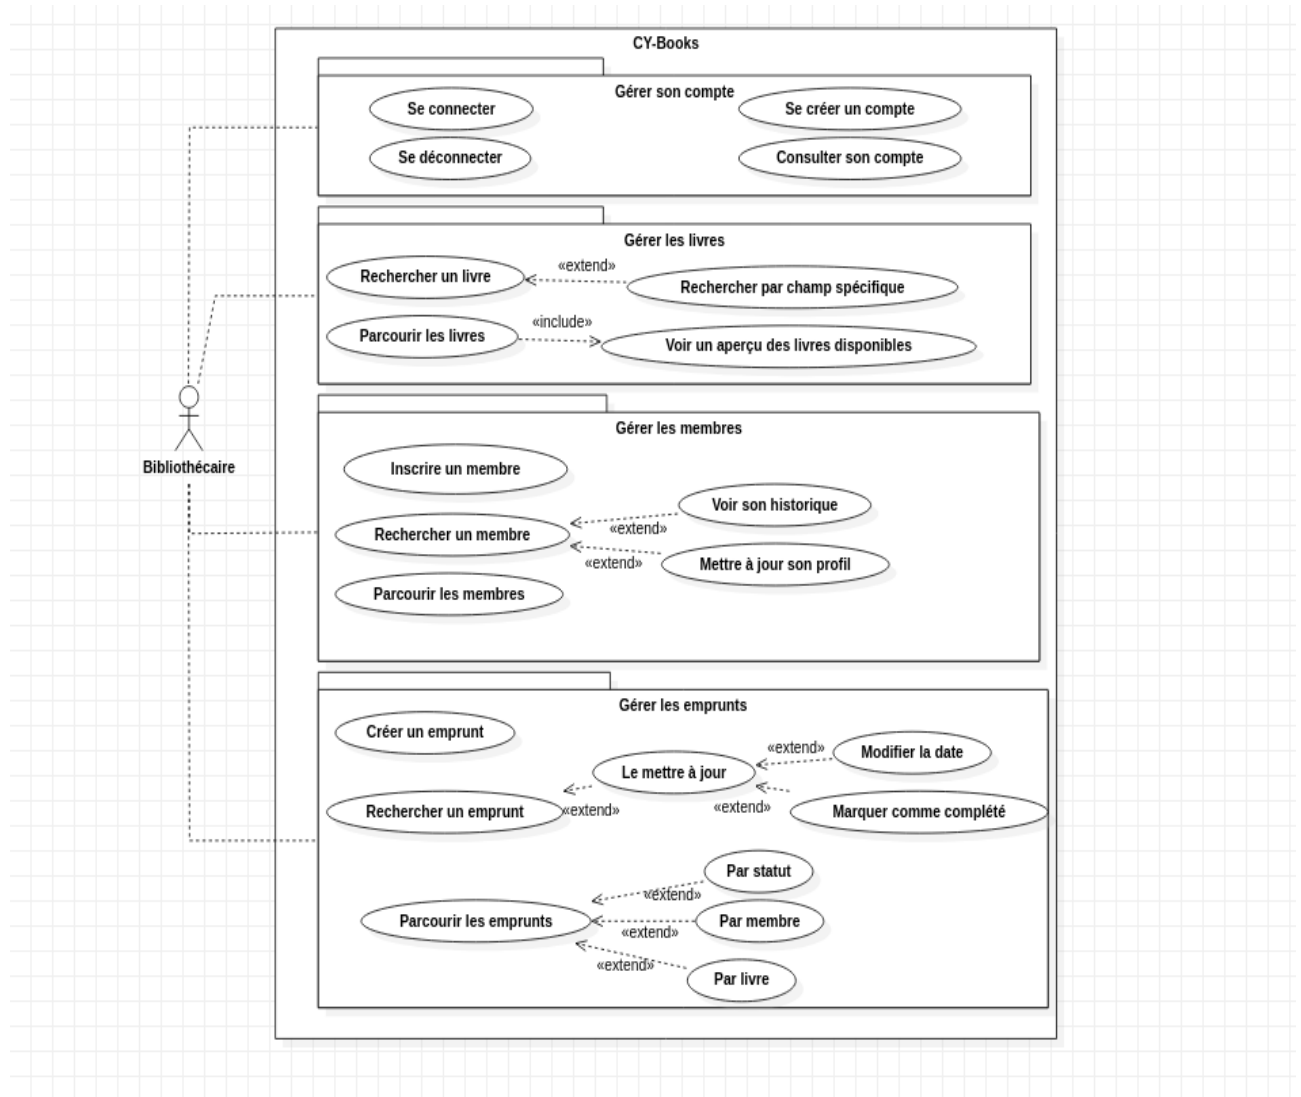 CY-Books
Gérer son compte
Se connecter
Se créer un compte
Se déconnecter
Consulter son compte
Gérer les livres
Rechercher un livre
«extend»
Rechercher par champ spécifique
Parcourir les livres
«include»
Voir un aperçu des livres disponibles
Bibliothécaire
Gérer les membres
Inscrire un membre
Voir son historique
«extend»
Rechercher un membre
«extend»
Mettre à jour son profil
Parcourir les membres
Gérer les emprunts
Créer un emprunt
«extend»
Modifier la date
Le mettre à jour
«extend»
Marquer comme complété
Rechercher un emprunt
«extend»
Par statut
«extend»
Parcourir les emprunts
Par membre
«extend»
«extend»
Par livre